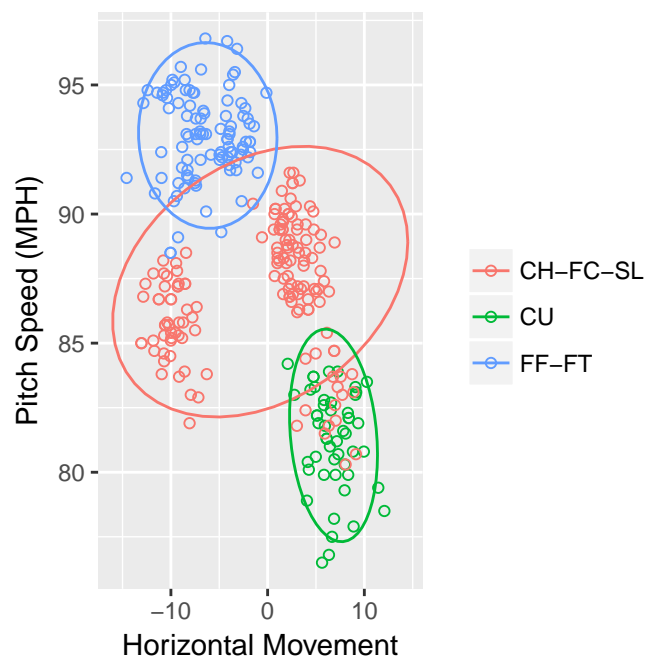 95
90
85
80
−10
0
10
Pitch Speed (MPH)
Horizontal Movement
CH−FC−SL
CU
FF−FT